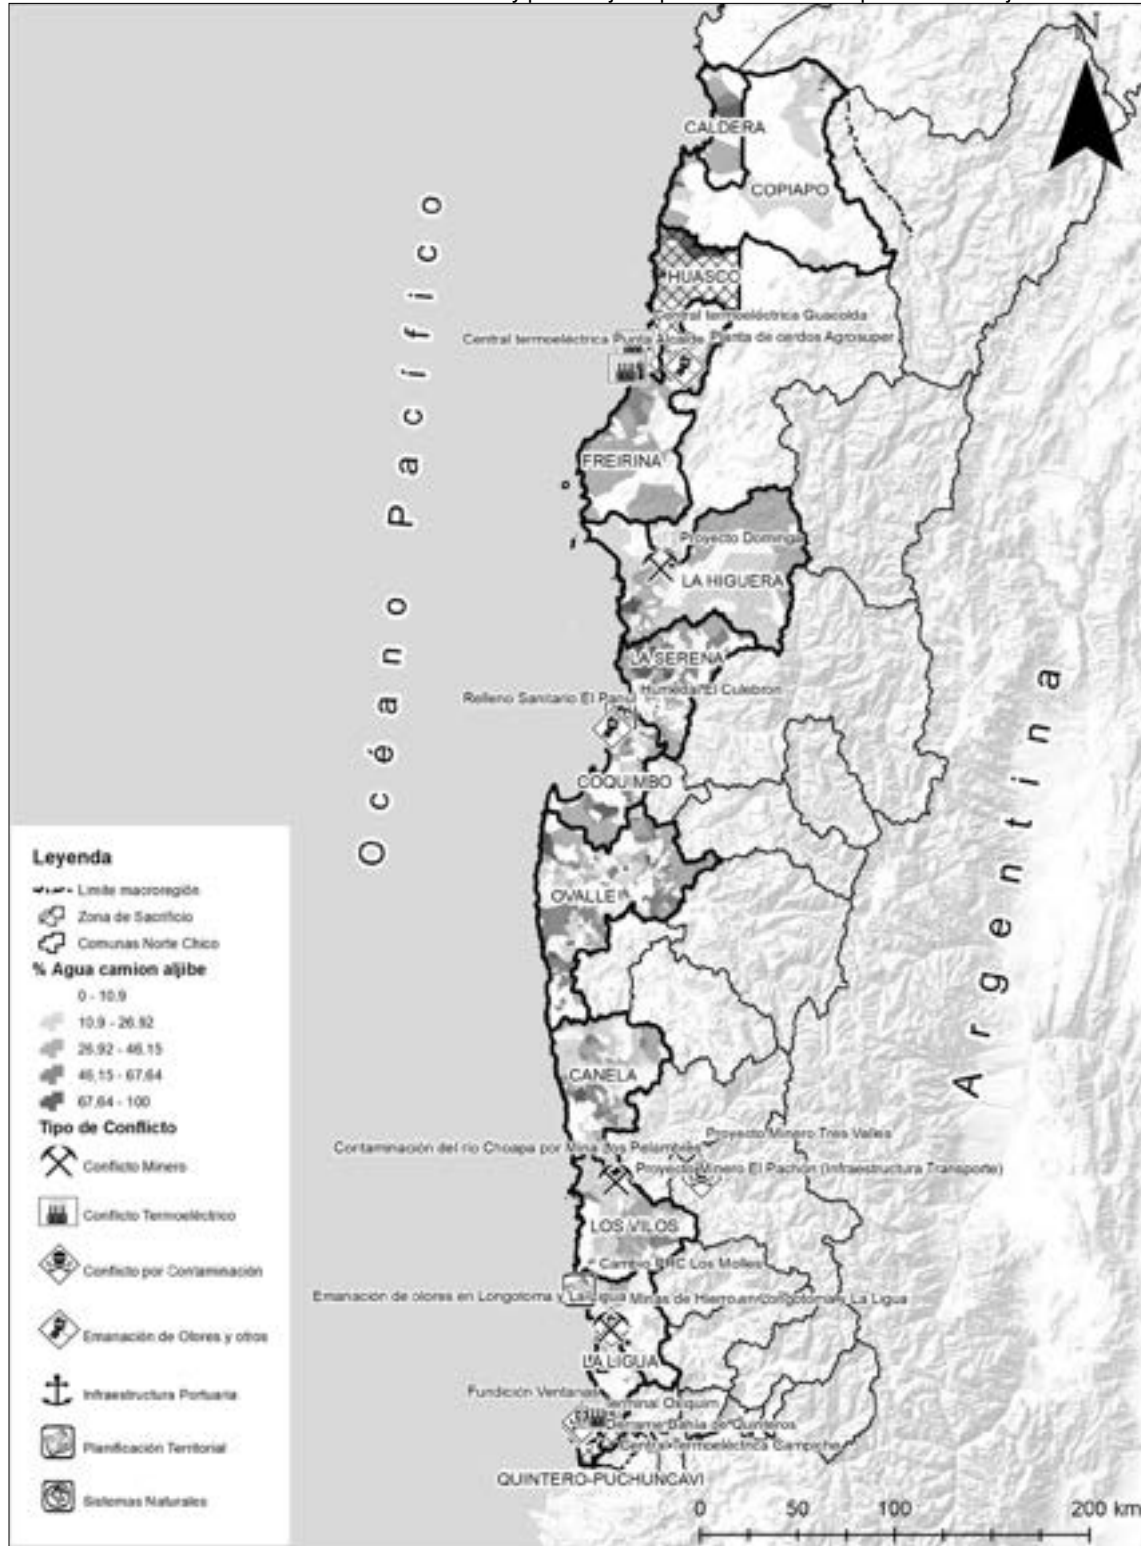 N
CALDERA
COPIAPO
HUASCO
Central termoeléctrica Guacolda
Central termoeléctrica Punta Alcalde
Planta de cerdos Agrosuper
FREIRINA
Proyecto Dominga
LA HIGUERA
LA SERENA
Humedal El Culebron
Relleno Sanitario El Panul
COQUIMBO
OVALLE
CANELA
Proyecto Minero Tres Valles
Contaminación del río Choapa por Mina Los Pelambres
Proyecto Minero El Pachón (Infraestructura Transporte)
LOS VILOS
Cambio PRC Los Molles
Emanación de olores en Longotoma y La Ligua
Minas de Hierro en Longotoma y La Ligua
LA LIGUA
Fundición Ventanas
Terminal Oxiquim
Derrame Bahía de Quinteros
Central Termoeléctrica Campiche
QUINTERO-PUCHUNCAVI
Océano Pacífico
Argentina
Leyenda
Limite macroregión
Zona de Sacrificio
Comunas Norte Chico
% Agua camion aljibe
0 - 10.9
10,9 - 26.92
26,92 - 46.15
46,15 - 67,64
67,64 - 100
Tipo de Conflicto
Conflicto Minero
Conflicto Termoeléctrico
Conflicto por Contaminación
Emanación de Olores y otros
Infraestructura Portuaria
Planificación Territorial
Sistemas Naturales
0 50 100 200 km